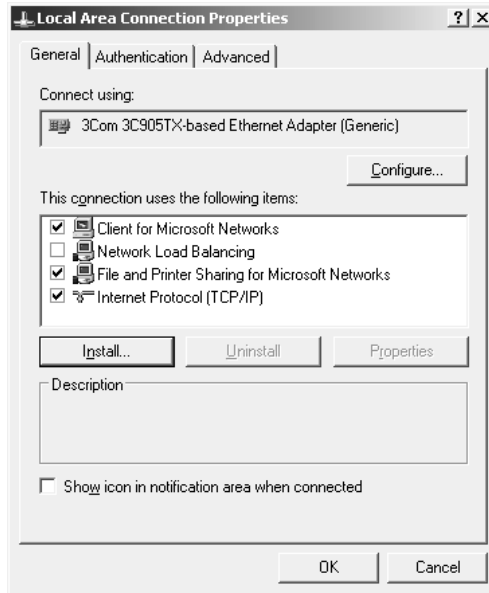 Local Area Connection Properties
General Authentication Advanced
Connect using:
3Com 3C905TX-based Ethernet Adapter (Generic)
Configure...
This connection uses the following items:
Client for Microsoft Networks
Network Load Balancing
File and Printer Sharing for Microsoft Networks
Internet Protocol (TCP/IP)
Install... Uninstall Properties
Description
Show icon in notification area when connected
OK Cancel